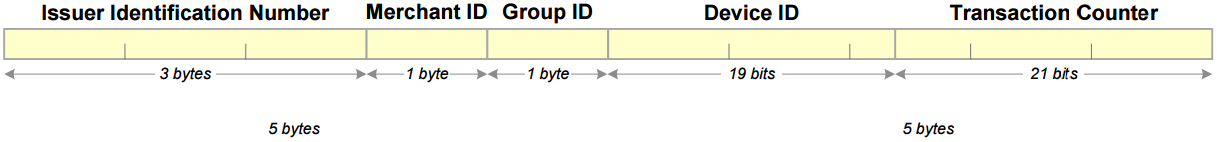 Issuer Identification Number Merchant ID Group ID Device ID Transaction Counter
3 bytes 1 byte 1 byte 19 bits 21 bits
5 bytes 5 bytes